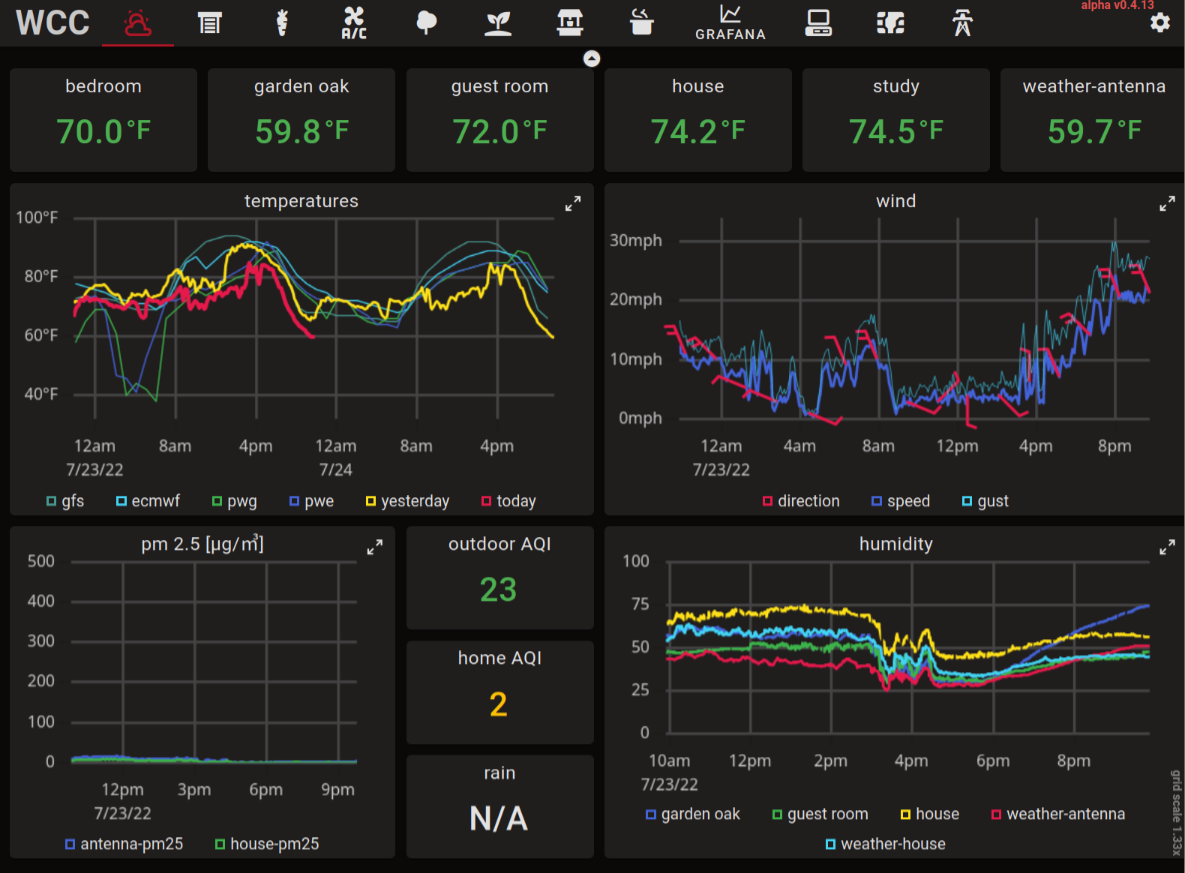 alpha v0.4.13
WCC
A/C
GRAFANA
bedroom
70.0°F
garden oak
59.8°F
guest room
72.0°F
house
74.2°F
study
74.5°F
weather-antenna
59.7°F
temperatures
100°F
80°F
60°F
40°F
12am 8am 4pm 12am 8am 4pm
7/23/22 7/24
gfs ecmwf pwg pwe yesterday today
wind
30mph
20mph
10mph
0mph
12am 4am 8am 12pm 4pm 8pm
7/23/22
direction speed gust
pm 2.5 [µg/m³]
500
400
300
200
100
0
12pm 3pm 6pm 9pm
7/23/22
antenna-pm25 house-pm25
outdoor AQI
23
home AQI
2
rain
N/A
humidity
100
75
50
25
0
10am 12pm 2pm 4pm 6pm 8pm
7/23/22
garden oak guest room house weather-antenna
weather-house
grid scale 1.33x